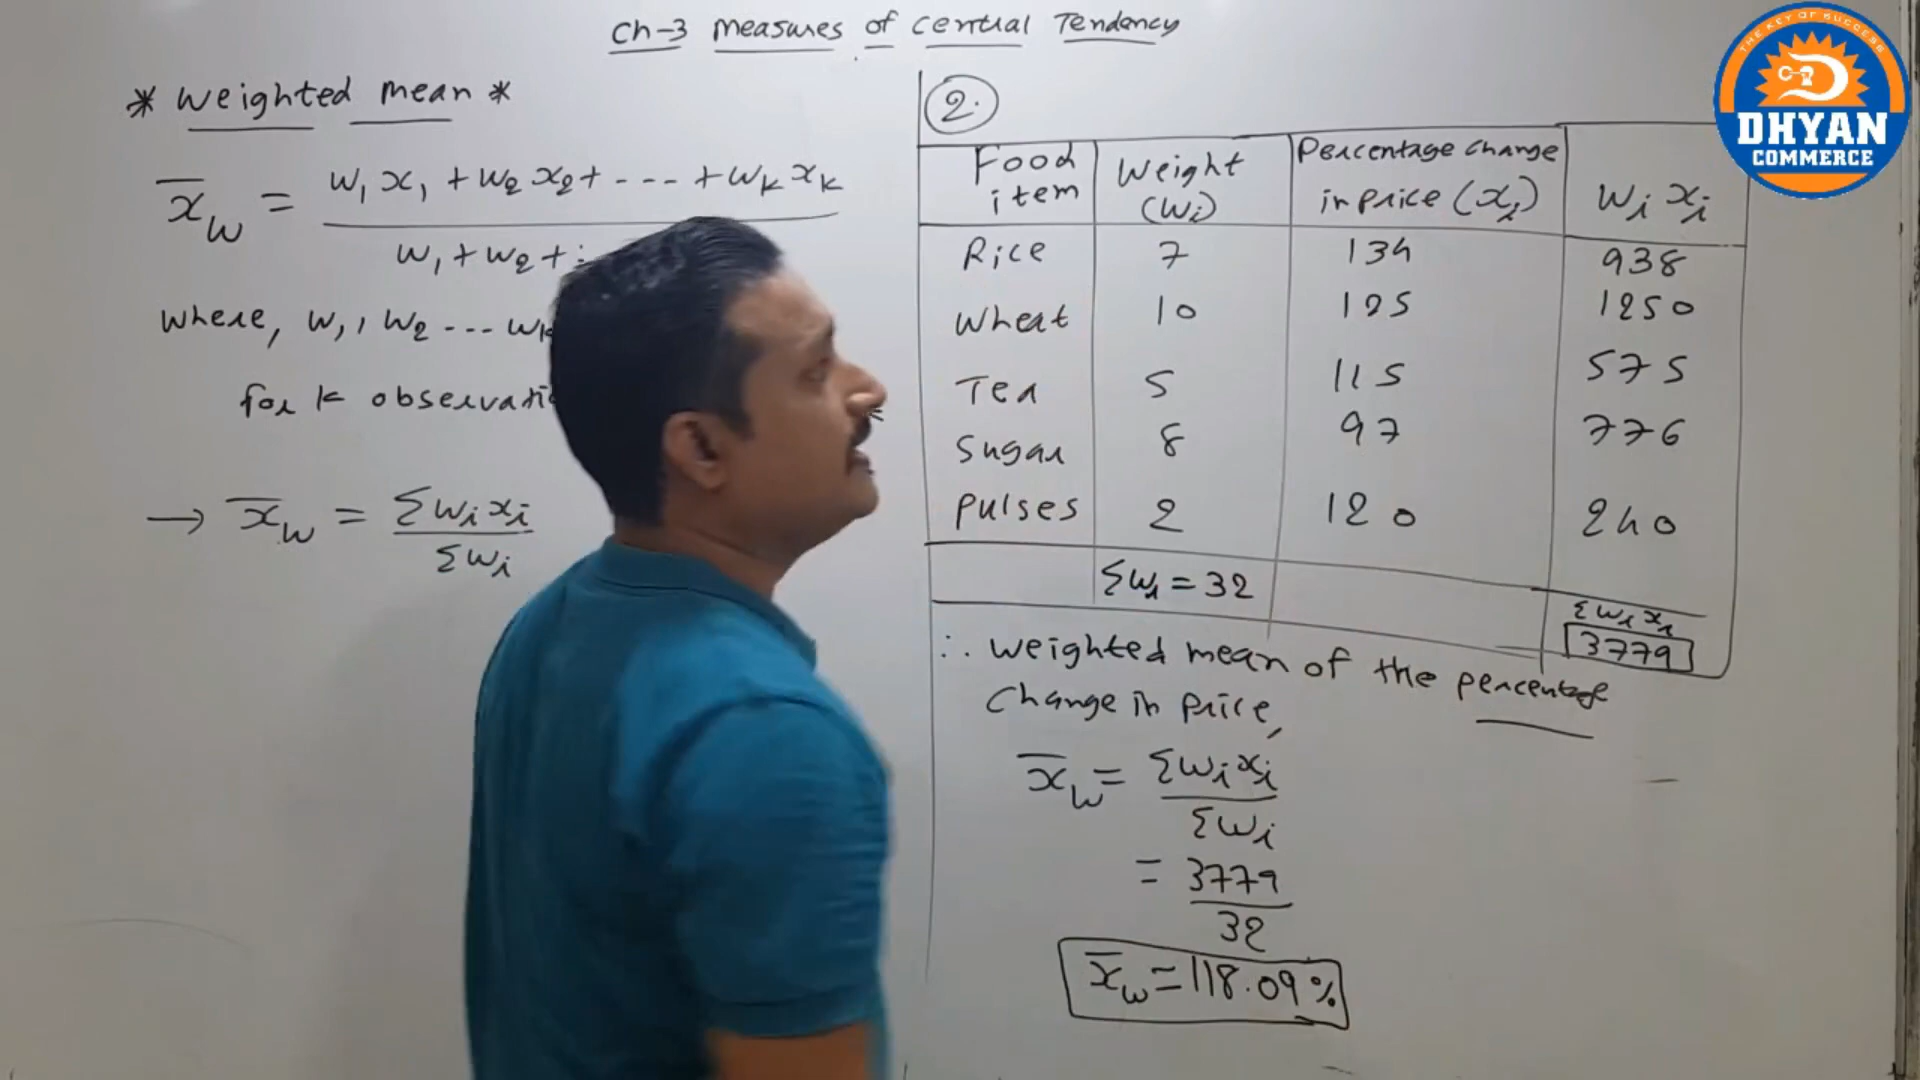 Ch-3 Measures of Central Tendency
* Weighted mean *
x̄w = w₁x₁ + w₂x₂ + - - - + wₖxₖ
w₁ + w₂ +
where, w₁, w₂ --- wₖ
for k observati
→ x̄w = Σwᵢxᵢ
Σwᵢ
2.
Food item | Weight (wᵢ) | Percentage change in price (xᵢ) | wᵢxᵢ
Rice 7 134 938
Wheat 10 125 1250
Tea 5 115 575
Sugar 8 97 776
Pulses 2 120 240
Σwᵢ = 32
Σwᵢxᵢ
3779
∴ weighted mean of the percentage
change in price,
x̄w = Σwᵢxᵢ
Σwᵢ
= 3779
32
x̄w = 118.09%
THE KEY OF SUCCESS
DHYAN
COMMERCE